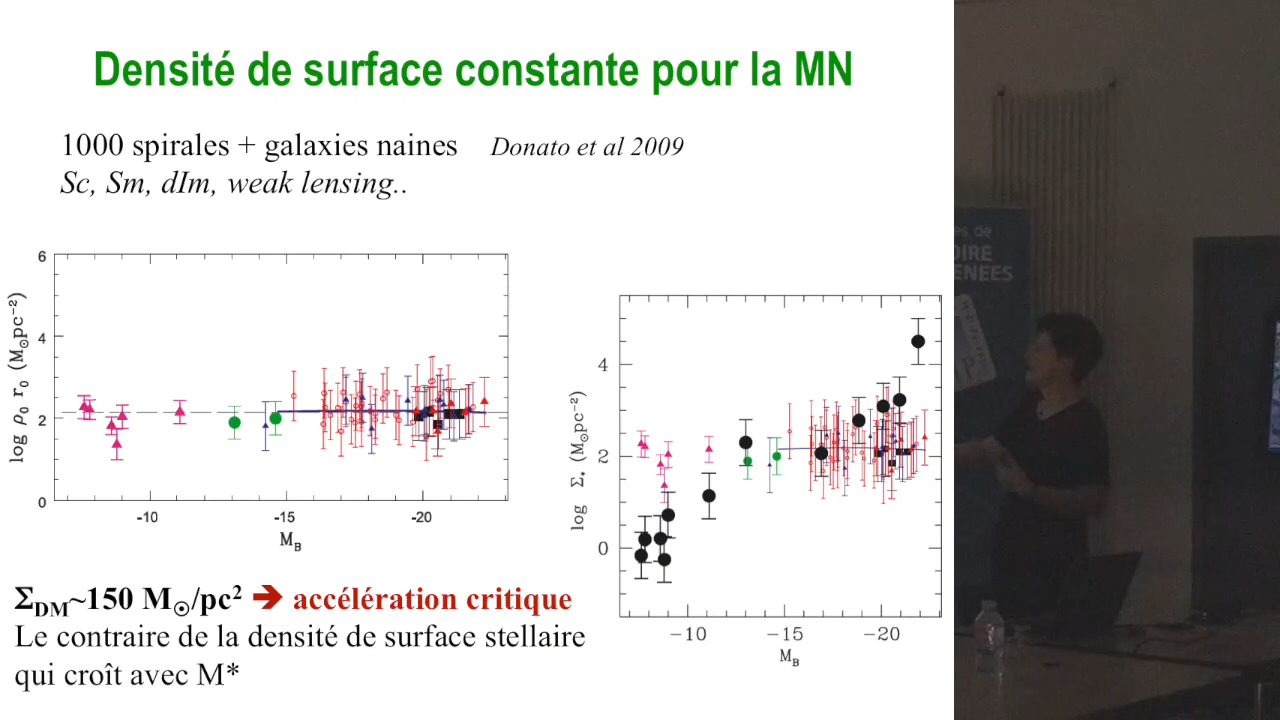 Densité de surface constante pour la MN
1000 spirales + galaxies naines Donato et al 2009
Sc, Sm, dIm, weak lensing..
6
4
2
0
log ρ₀ r₀ (M⊙pc⁻²)
-10
-15
-20
M_B
4
2
0
log Σ⋆ (M⊙pc⁻²)
−10
−15
−20
M_B
Σ_DM~150 M⊙/pc² ➔ accélération critique
Le contraire de la densité de surface stellaire
qui croît avec M*
OIRE
ENEES